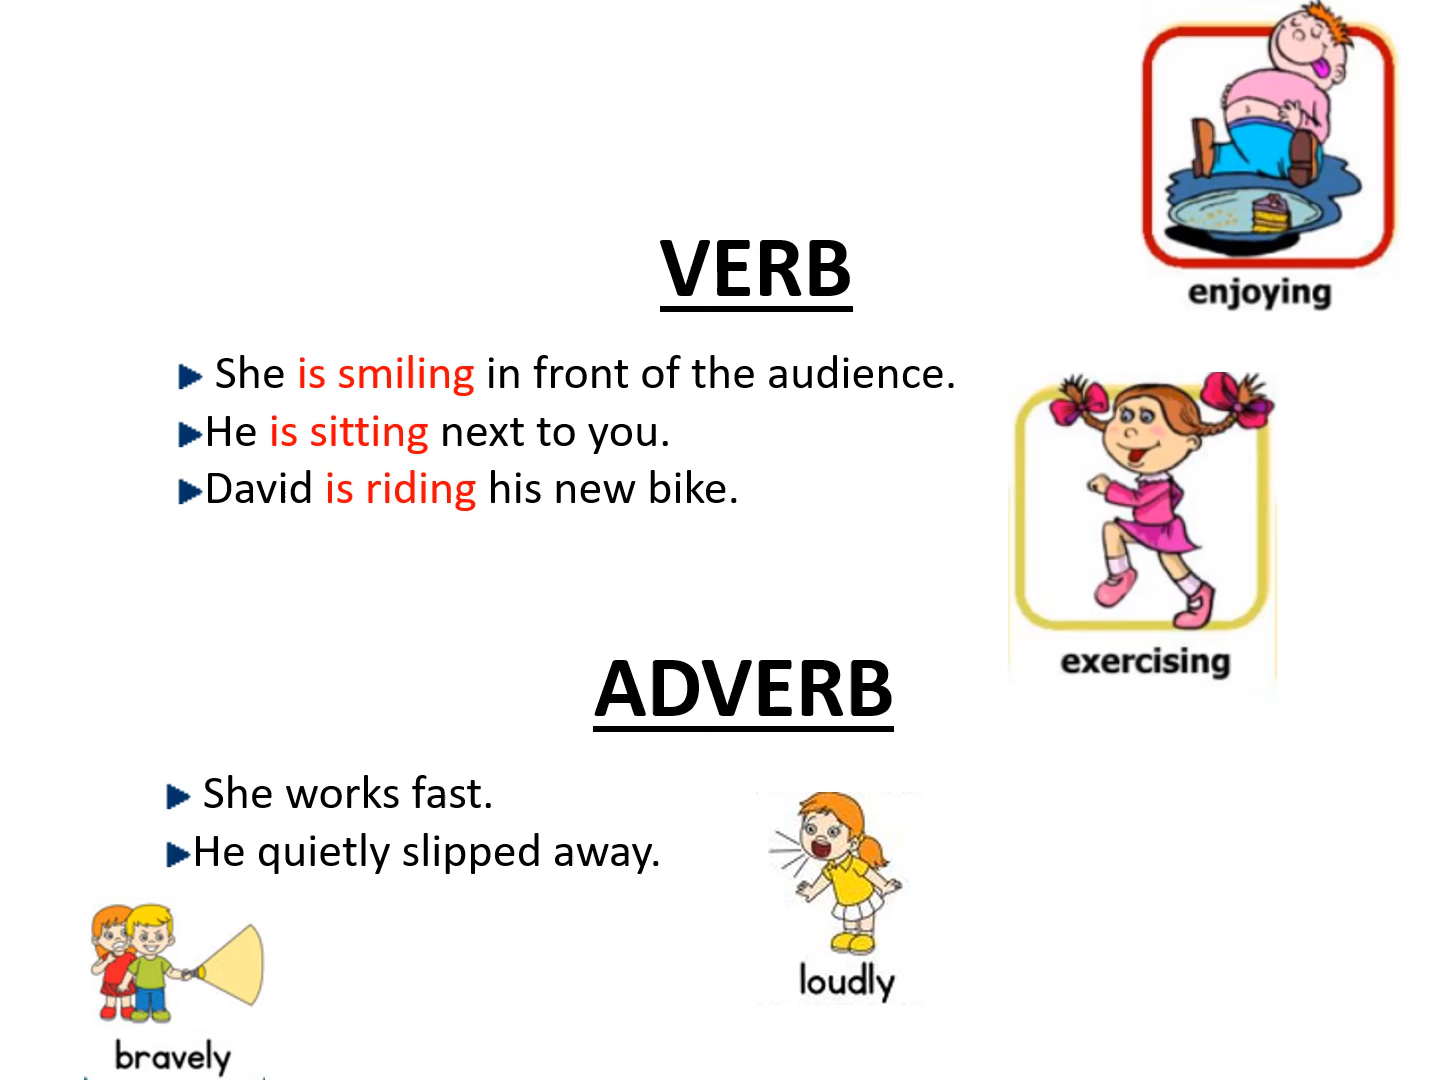 enjoying
VERB
She is smiling in front of the audience.
He is sitting next to you.
David is riding his new bike.
exercising
ADVERB
She works fast.
He quietly slipped away.
loudly
bravely